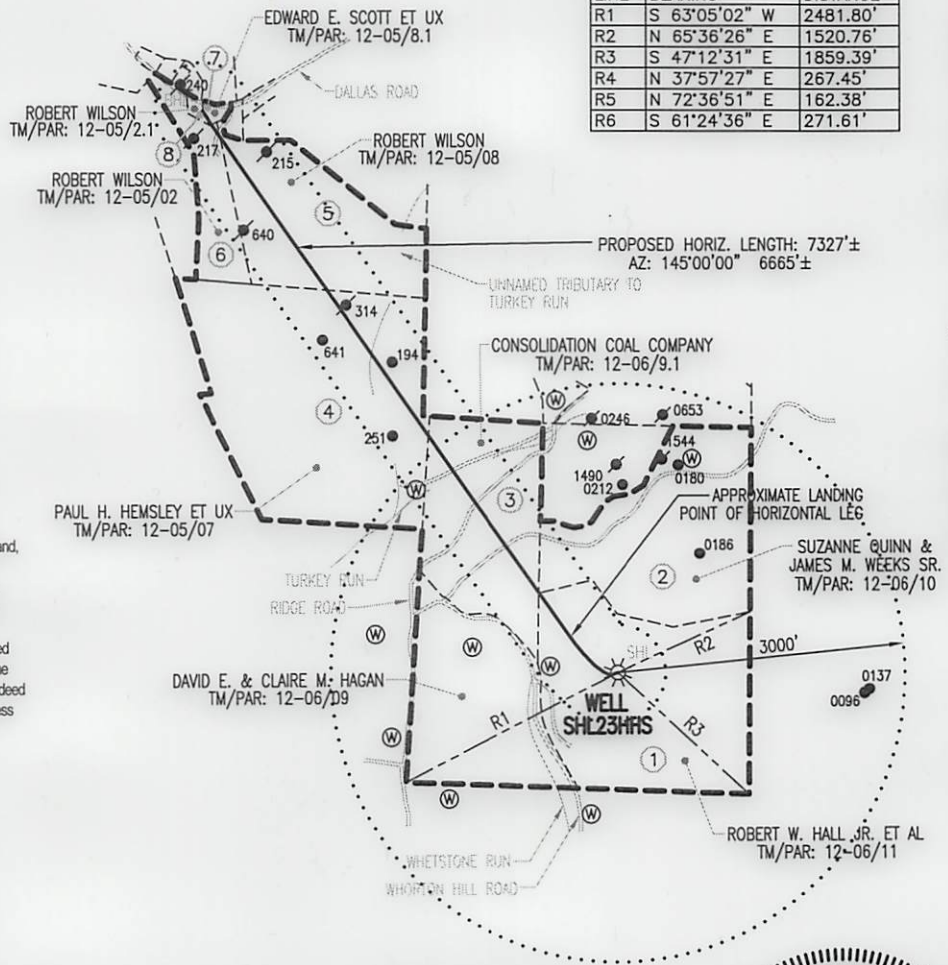 EDWARD E. SCOTT ET UX
TM/PAR: 12-05/8.1
R1 S 63°05'02" W 2481.80'
R2 N 65°36'26" E 1520.76'
R3 S 47°12'31" E 1859.39'
R4 N 37°57'27" E 267.45'
R5 N 72°36'51" E 162.38'
R6 S 61°24'36" E 271.61'
7
240
DALLAS ROAD
ROBERT WILSON
TM/PAR: 12-05/2.1
BHL
8
217
215
ROBERT WILSON
TM/PAR: 12-05/08
ROBERT WILSON
TM/PAR: 12-05/02
5
6
640
PROPOSED HORIZ. LENGTH: 7327'±
AZ: 145°00'00" 6665'±
UNNAMED TRIBUTARY TO
TURKEY RUN
314
641
194
CONSOLIDATION COAL COMPANY
TM/PAR: 12-06/9.1
4
W
0246
0653
251
W
1544
W
1490
0180
0212
W
3
APPROXIMATE LANDING
POINT OF HORIZONTAL LEG
PAUL H. HEMSLEY ET UX
TM/PAR: 12-05/07
and,
0186
SUZANNE QUINN &
JAMES M. WEEKS SR.
TM/PAR: 12-06/10
2
TURKEY RUN
RIDGE ROAD
ed
W
W
W
SHL
R2
3000'
deed
ess
DAVID E. & CLAIRE M. HAGAN
TM/PAR: 12-06/09
WELL
SHL23HHS
0137
0096
R1
R3
W
1
W
W
ROBERT W. HALL JR. ET AL
TM/PAR: 12-06/11
WHETSTONE RUN
WHORTON HILL ROAD